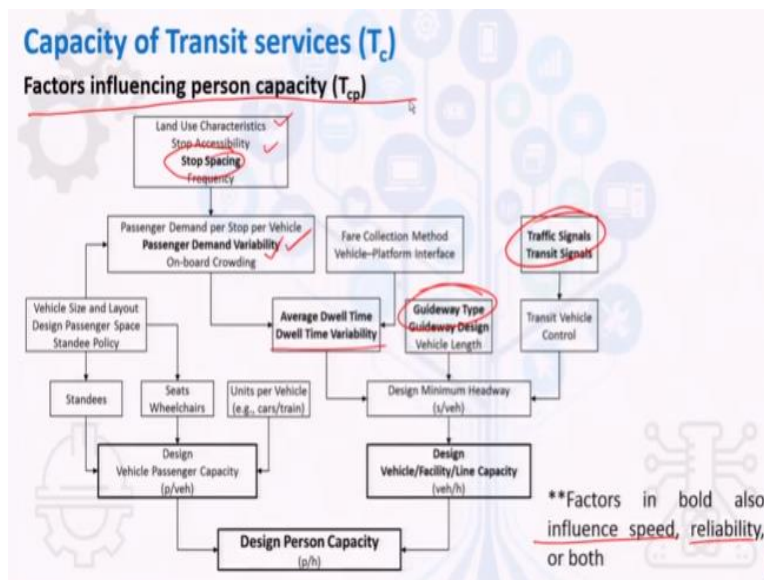 Capacity of Transit services (Tc)
Factors influencing person capacity (Tcp)
Land Use Characteristics
Stop Accessibility
Stop Spacing
Frequency
Passenger Demand per Stop per Vehicle
Passenger Demand Variability
On-board Crowding
Fare Collection Method
Vehicle-Platform Interface
Traffic Signals
Transit Signals
Vehicle Size and Layout
Design Passenger Space
Standee Policy
Average Dwell Time
Dwell Time Variability
Guideway Type
Guideway Design
Vehicle Length
Transit Vehicle
Control
Standees
Seats
Wheelchairs
Units per Vehicle
(e.g., cars/train)
Design Minimum Headway
(s/veh)
Design
Vehicle Passenger Capacity
(p/veh)
Design
Vehicle/Facility/Line Capacity
(veh/h)
Design Person Capacity
(p/h)
**Factors in bold also
influence speed, reliability,
or both